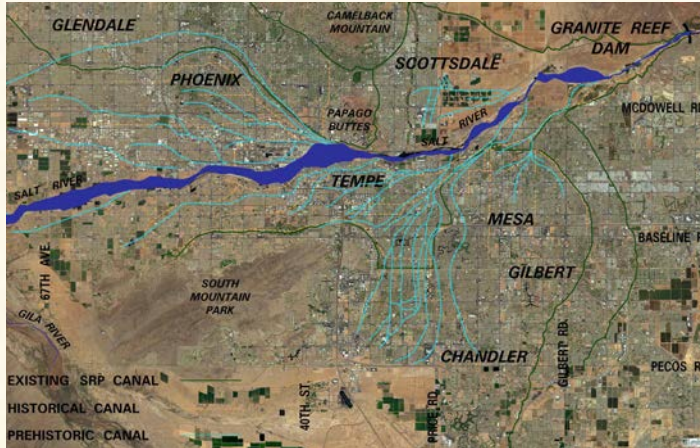 GLENDALE
CAMELBACK
MOUNTAIN
GRANITE REEF
DAM
SCOTTSDALE
PHOENIX
PAPAGO
BUTTES
MCDOWELL RD
SALT RIVER
TEMPE
SALT RIVER
MESA
BASELINE R
67TH AVE.
SOUTH
MOUNTAIN
PARK
GILBERT
GILA RIVER
CHANDLER
GILBERT RD.
PECOS R
40TH ST.
PRICE RD.
EXISTING SRP CANAL
HISTORICAL CANAL
PREHISTORIC CANAL